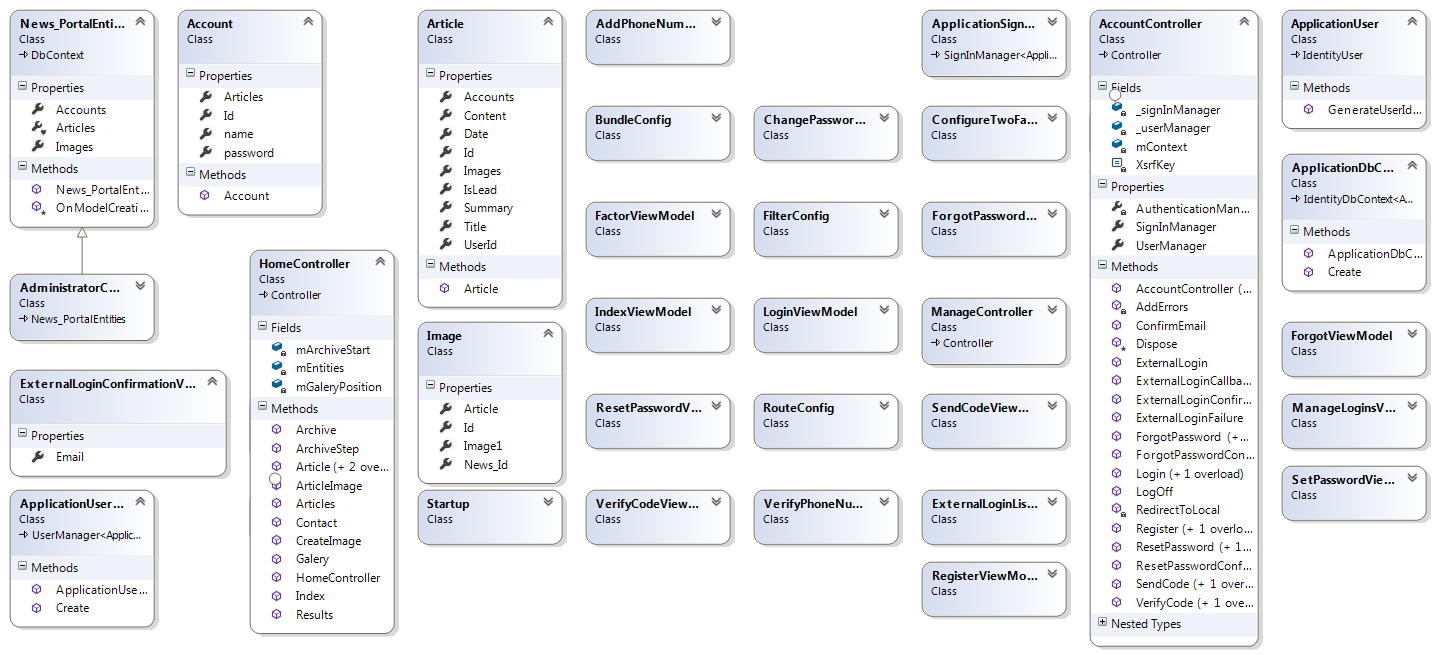 News_PortalEnti...
Class
DbContext
Properties
Accounts
Articles
Images
Methods
News_PortalEnt...
OnModelCreati...
AdministratorC...
Class
News_PortalEntities
ExternalLoginConfirmationV...
Class
Properties
Email
ApplicationUser...
Class
UserManager<Applic...
Methods
ApplicationUse...
Create
Account
Class
Properties
Articles
Id
name
password
Methods
Account
HomeController
Class
Controller
Fields
mArchiveStart
mEntities
mGaleryPosition
Methods
Archive
ArchiveStep
Article (+ 2 ove...
ArticleImage
Articles
Contact
CreateImage
Galery
HomeController
Index
Results
Article
Class
Properties
Accounts
Content
Date
Id
Images
IsLead
Summary
Title
UserId
Methods
Article
Image
Class
Properties
Article
Id
Image1
News_Id
Startup
Class
AddPhoneNum...
Class
BundleConfig
Class
FactorViewModel
Class
IndexViewModel
Class
ResetPasswordV...
Class
VerifyCodeView...
Class
ChangePasswor...
Class
FilterConfig
Class
LoginViewModel
Class
RouteConfig
Class
VerifyPhoneNu...
Class
ApplicationSign...
Class
SignInManager<Appli...
ConfigureTwoFa...
Class
ForgotPassword...
Class
ManageController
Class
Controller
SendCodeView...
Class
ExternalLoginLis...
Class
RegisterViewMo...
Class
AccountController
Class
Controller
Fields
_signInManager
_userManager
mContext
XsrfKey
Properties
AuthenticationMan...
SignInManager
UserManager
Methods
AccountController (...
AddErrors
ConfirmEmail
Dispose
ExternalLogin
ExternalLoginCallba...
ExternalLoginConfir...
ExternalLoginFailure
ForgotPassword (+...
ForgotPasswordCon...
Login (+ 1 overload)
LogOff
RedirectToLocal
Register (+ 1 overlo...
ResetPassword (+ 1...
ResetPasswordConf...
SendCode (+ 1 over...
VerifyCode (+ 1 ove...
Nested Types
ApplicationUser
Class
IdentityUser
Methods
GenerateUserId...
ApplicationDbC...
Class
IdentityDbContext<A...
Methods
ApplicationDbC...
Create
ForgotViewModel
Class
ManageLoginsV...
Class
SetPasswordVie...
Class